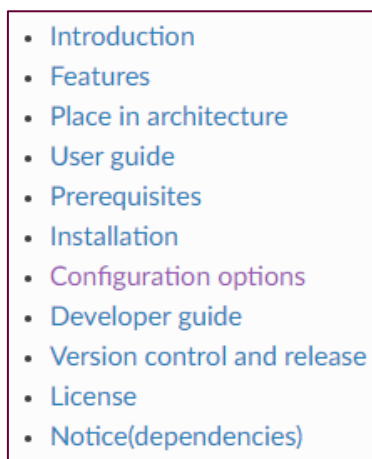 Introduction
Features
Place in architecture
User guide
Prerequisites
Installation
Configuration options
Developer guide
Version control and release
License
Notice(dependencies)